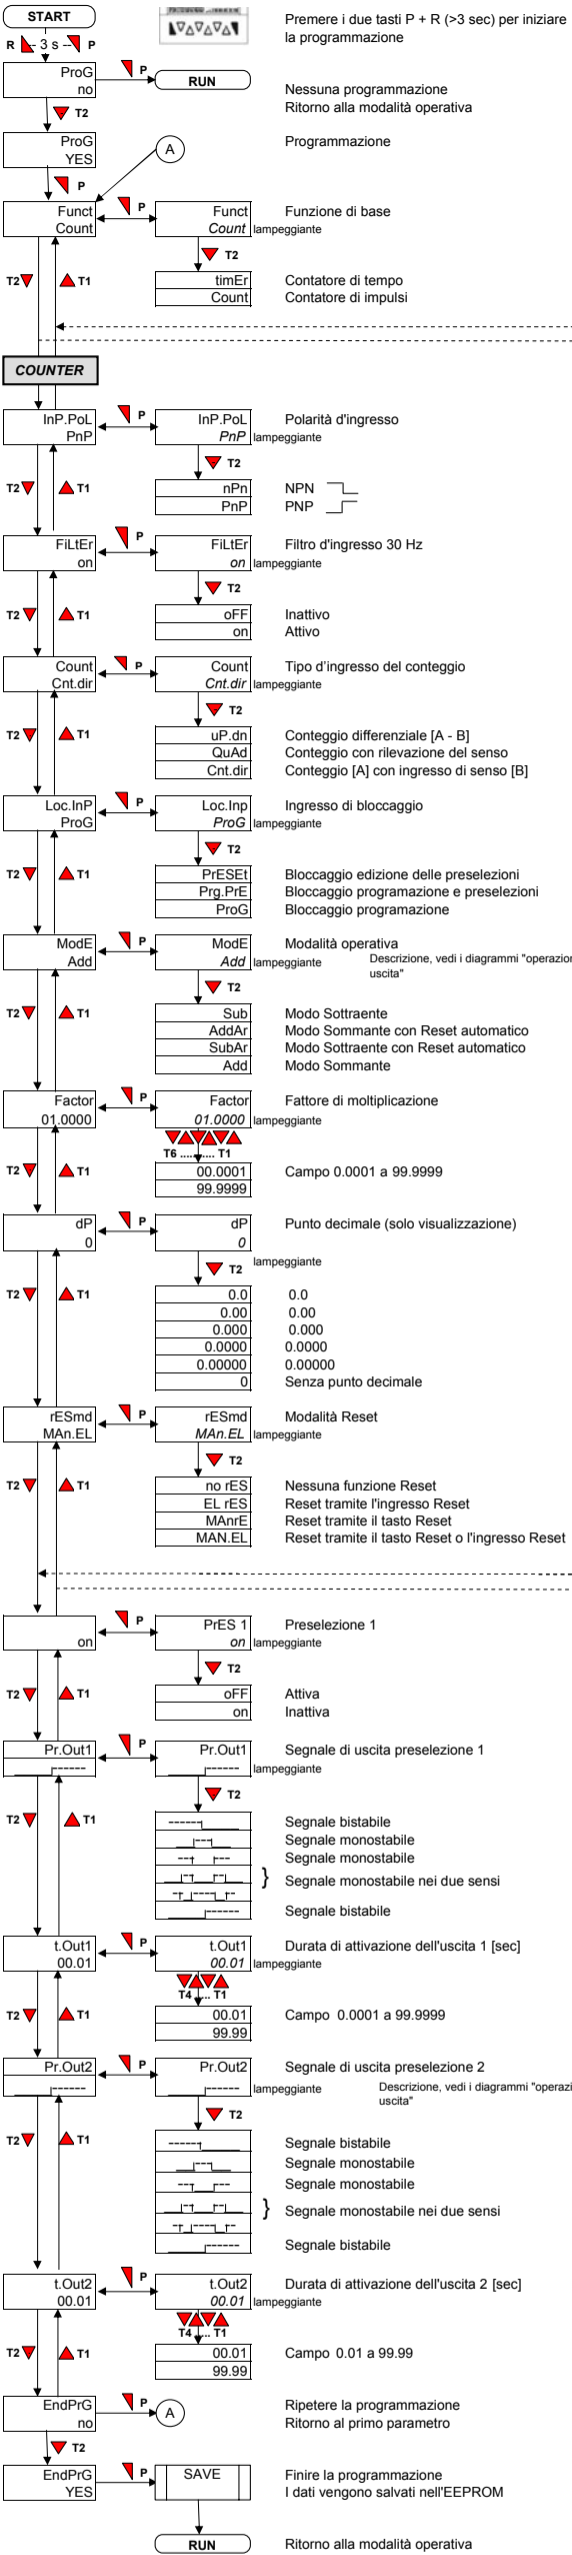 START
Premere i due tasti P + R (>3 sec) per iniziare
la programmazione
R - 3 s -- P
ProG
no
P
RUN
Nessuna programmazione
Ritorno alla modalità operativa
T2
ProG
YES
A
Programmazione
P
Funct
Count
P
Funct
Count
lampeggiante
Funzione di base
T2
T2 T1
timEr
Count
Contatore di tempo
Contatore di impulsi
COUNTER
InP.PoL
PnP
P
InP.PoL
PnP
lampeggiante
Polarità d'ingresso
T2
T2 T1
nPn
PnP
NPN
PNP
FiLtEr
on
P
FiLtEr
on
lampeggiante
Filtro d'ingresso 30 Hz
T2
T2 T1
oFF
on
Inattivo
Attivo
Count
Cnt.dir
P
Count
Cnt.dir
lampeggiante
Tipo d'ingresso del conteggio
T2
T2 T1
uP.dn
QuAd
Cnt.dir
Conteggio differenziale [A - B]
Conteggio con rilevazione del senso
Conteggio [A] con ingresso di senso [B]
Loc.InP
ProG
P
Loc.Inp
ProG
lampeggiante
Ingresso di bloccaggio
T2
T2 T1
PrESEt
Prg.PrE
ProG
Bloccaggio edizione delle preselezioni
Bloccaggio programazione e preselezioni
Bloccaggio programazione
ModE
Add
P
ModE
Add
lampeggiante
Modalità operativa
Descrizione, vedi i diagrammi "operazion
uscita"
T2
T2 T1
Sub
AddAr
SubAr
Add
Modo Sottraente
Modo Sommante con Reset automatico
Modo Sottraente con Reset automatico
Modo Sommante
Factor
01.0000
P
Factor
01.0000
lampeggiante
Fattore di moltiplicazione
T6 .......... T1
T2 T1
00.0001
99.9999
Campo 0.0001 a 99.9999
dP
0
P
dP
0
lampeggiante
Punto decimale (solo visualizzazione)
T2
T2 T1
0.0
0.00
0.000
0.0000
0.00000
0
0.0
0.00
0.000
0.0000
0.00000
Senza punto decimale
rESmd
MAn.EL
P
rESmd
MAn.EL
lampeggiante
Modalità Reset
T2
T2 T1
no rES
EL rES
MAnrE
MAN.EL
Nessuna funzione Reset
Reset tramite l'ingresso Reset
Reset tramite il tasto Reset
Reset tramite il tasto Reset o l'ingresso Reset
on
P
PrES 1
on
lampeggiante
Preselezione 1
T2
T2 T1
oFF
on
Attiva
Inattiva
Pr.Out1
P
Pr.Out1
lampeggiante
Segnale di uscita preselezione 1
T2
T2 T1
Segnale bistabile
Segnale monostabile
Segnale monostabile
} Segnale monostabile nei due sensi
Segnale bistabile
t.Out1
00.01
P
t.Out1
00.01
lampeggiante
Durata di attivazione dell'uscita 1 [sec]
T4 .... T1
T2 T1
00.01
99.99
Campo 0.0001 a 99.9999
Pr.Out2
P
Pr.Out2
lampeggiante
Segnale di uscita preselezione 2
Descrizione, vedi i diagrammi "operazi
uscita"
T2
T2 T1
Segnale bistabile
Segnale monostabile
Segnale monostabile
} Segnale monostabile nei due sensi
Segnale bistabile
t.Out2
00.01
P
t.Out2
00.01
lampeggiante
Durata di attivazione dell'uscita 2 [sec]
T4 .... T1
T2 T1
00.01
99.99
Campo 0.01 a 99.99
EndPrG
no
P
A
Ripetere la programmazione
Ritorno al primo parametro
T2
EndPrG
YES
P
SAVE
Finire la programmazione
I dati vengono salvati nell'EEPROM
RUN
Ritorno alla modalità operativa